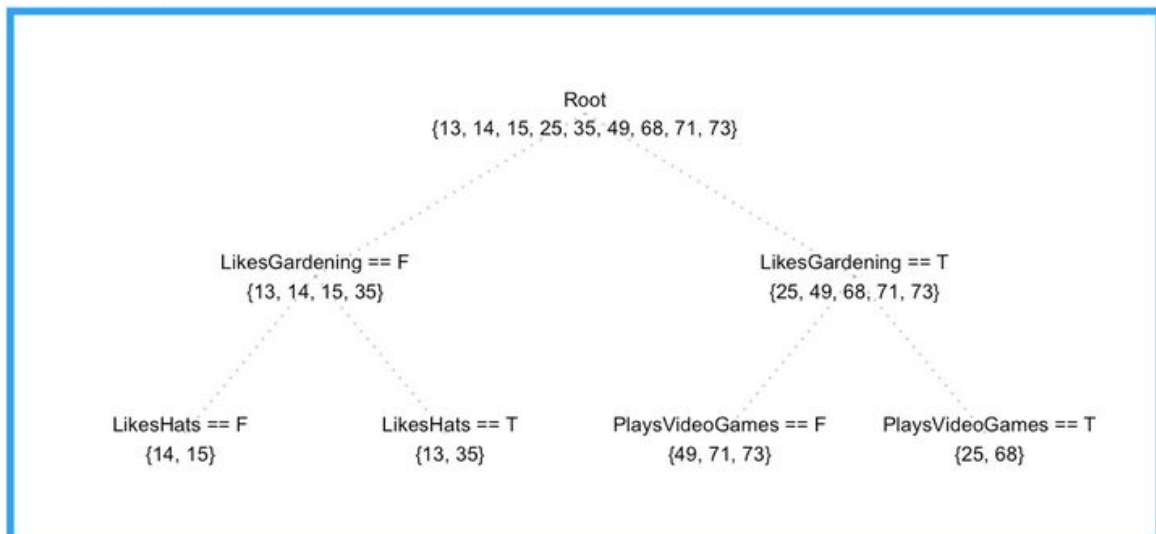 Root
{13, 14, 15, 25, 35, 49, 68, 71, 73}
LikesGardening == F
{13, 14, 15, 35}
LikesGardening == T
{25, 49, 68, 71, 73}
LikesHats == F
{14, 15}
LikesHats == T
{13, 35}
PlaysVideoGames == F
{49, 71, 73}
PlaysVideoGames == T
{25, 68}